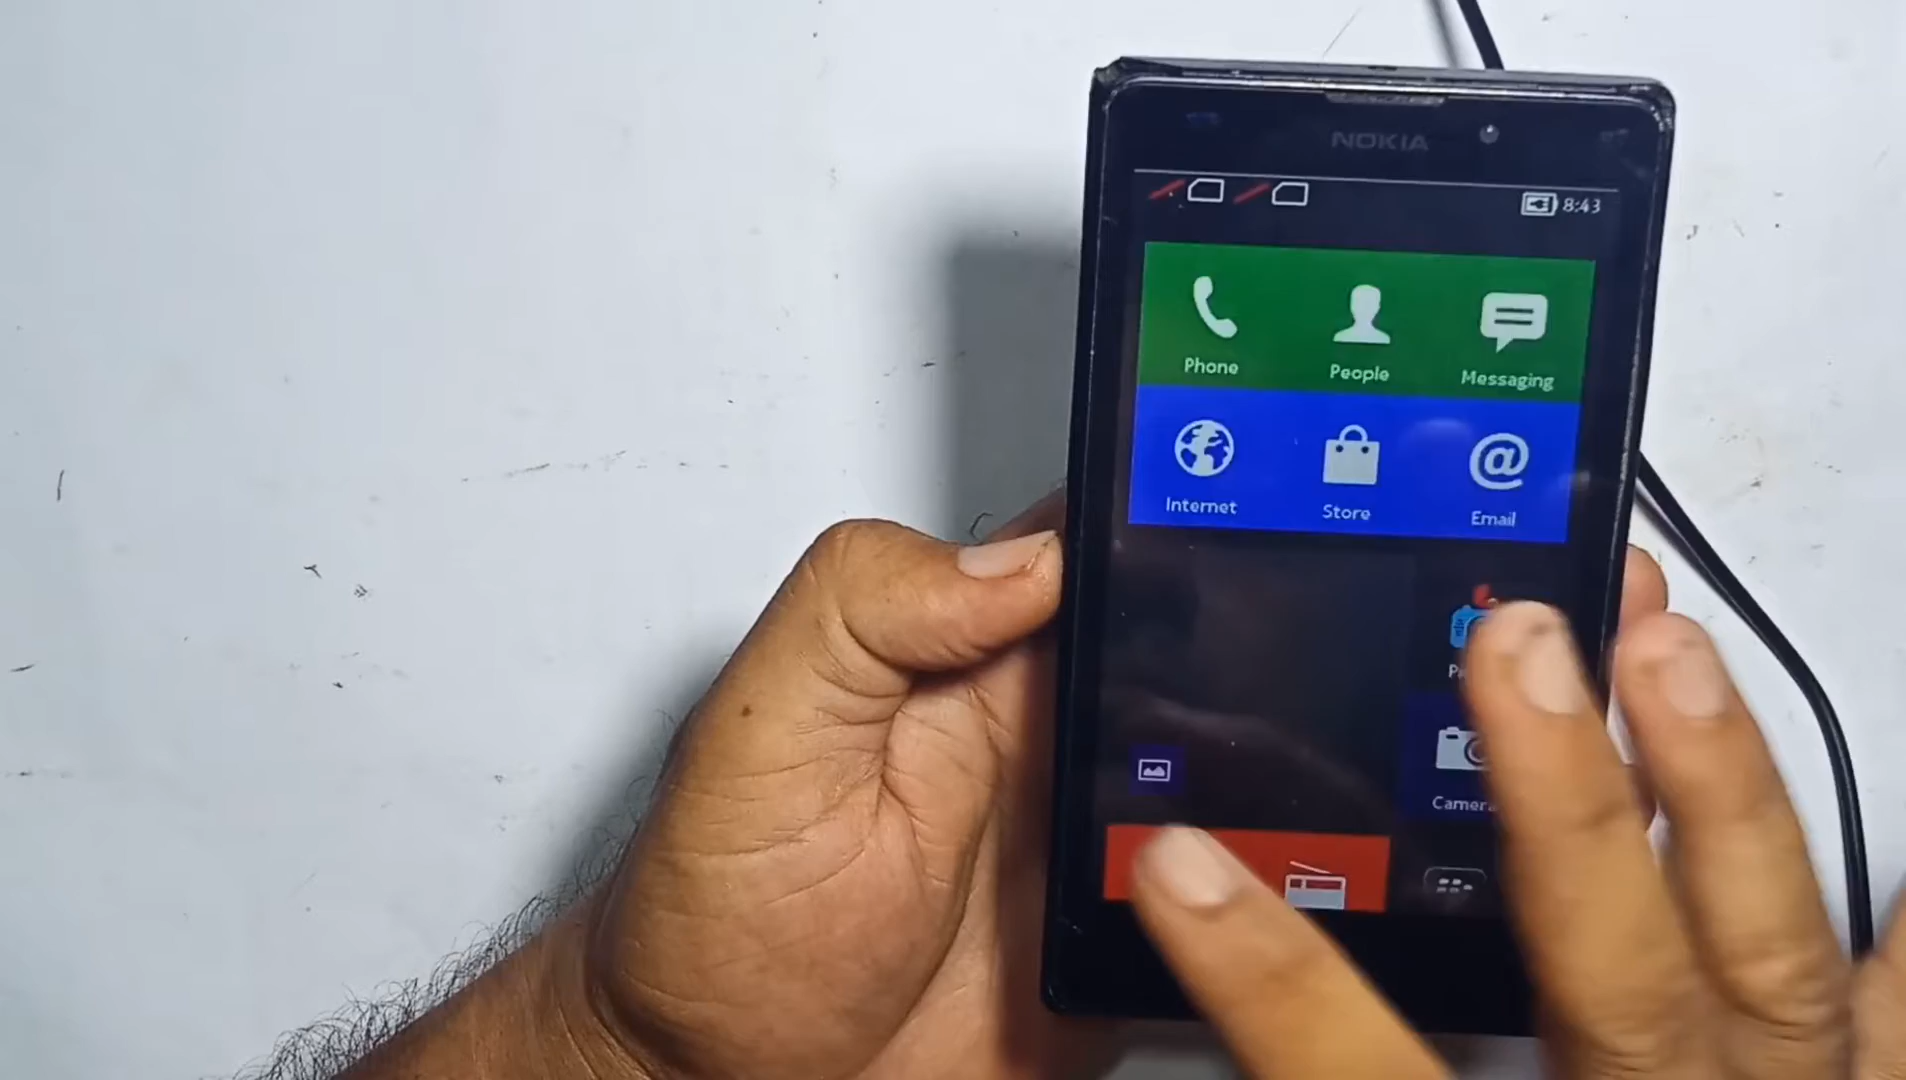 NOKIA
8:43
Phone People Messaging
Internet Store Email
Camera